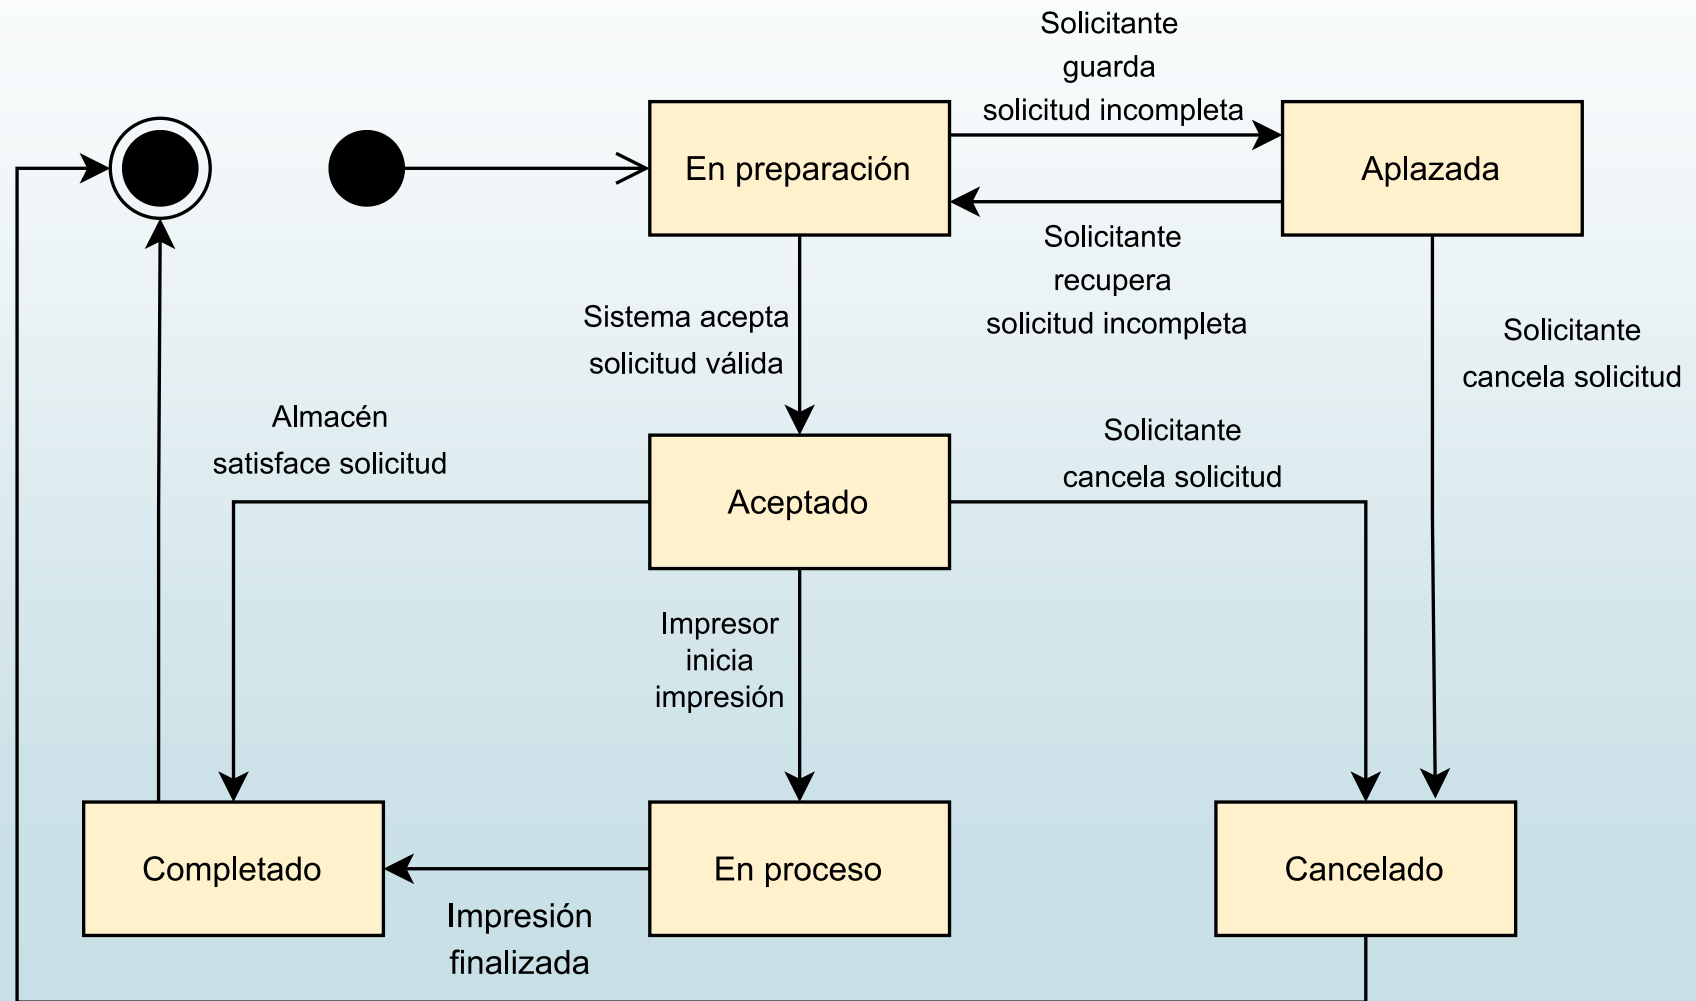 Solicitante
guarda
solicitud incompleta
En preparación
Aplazada
Solicitante
recupera
solicitud incompleta
Sistema acepta
solicitud válida
Solicitante
cancela solicitud
Almacén
satisface solicitud
Solicitante
cancela solicitud
Aceptado
Impresor
inicia
impresión
Completado
En proceso
Cancelado
Impresión
finalizada